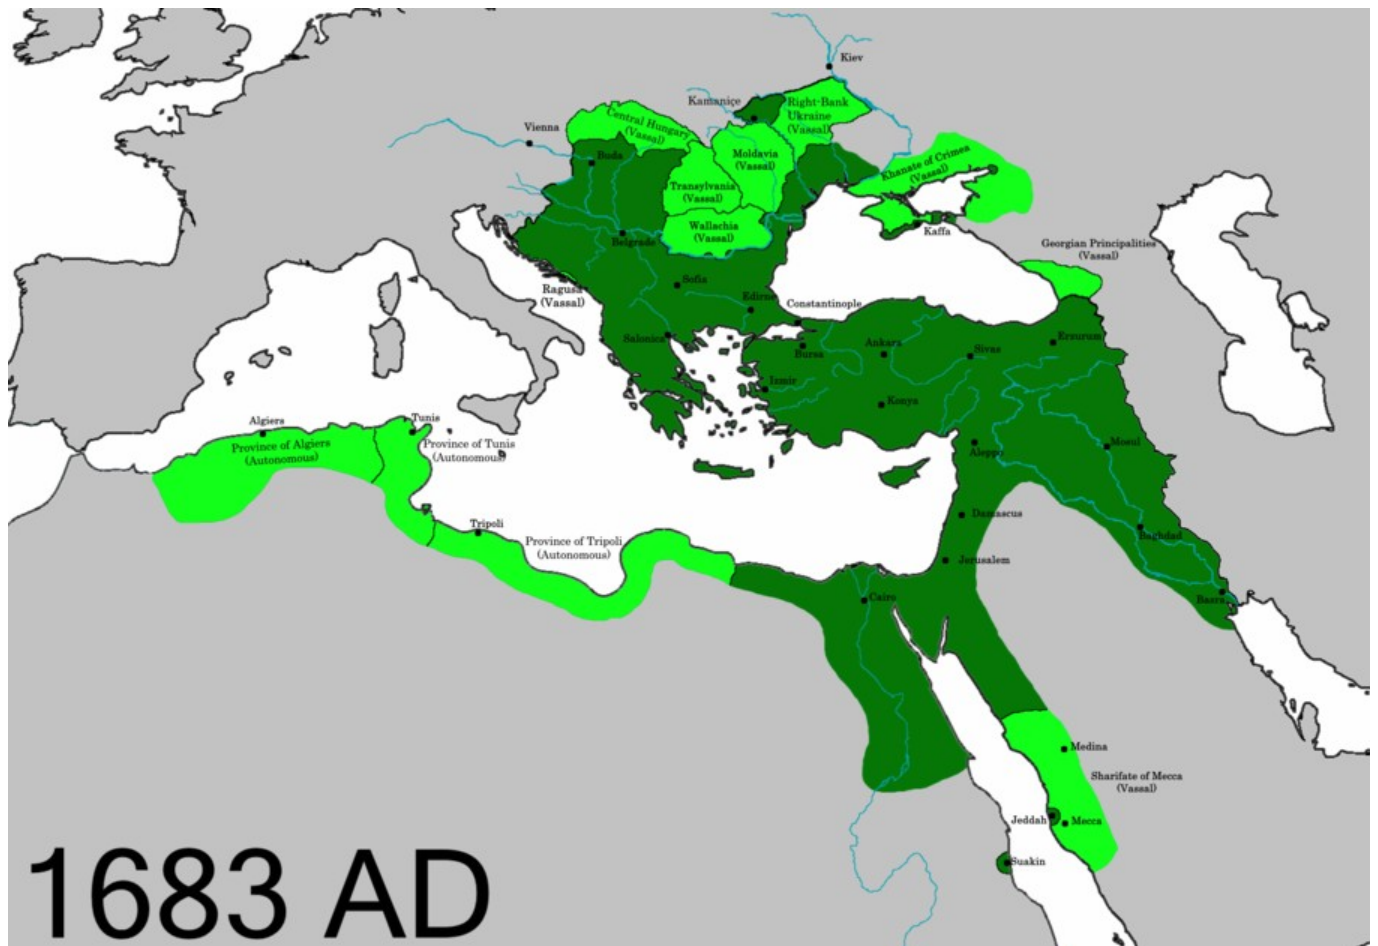 Kiev
Kamaniçe
Right-Bank
Ukraine
(Vassal)
Central Hungary
(Vassal)
Vienna
Buda
Moldavia
(Vassal)
Khanate of Crimea
(Vassal)
Transylvania
(Vassal)
Wallachia
(Vassal)
Kaffa
Belgrade
Georgian Principalities
(Vassal)
Sofia
Ragusa
(Vassal)
Edirne
Constantinople
Salonica
Bursa
Ankara
Sivas
Erzurum
Izmir
Konya
Algiers
Tunis
Province of Algiers
(Autonomous)
Province of Tunis
(Autonomous)
Aleppo
Mosul
Tripoli
Province of Tripoli
(Autonomous)
Damascus
Baghdad
Jerusalem
Cairo
Basra
Medina
Sharifate of Mecca
(Vassal)
Jeddah
Mecca
Suakin
1683 AD